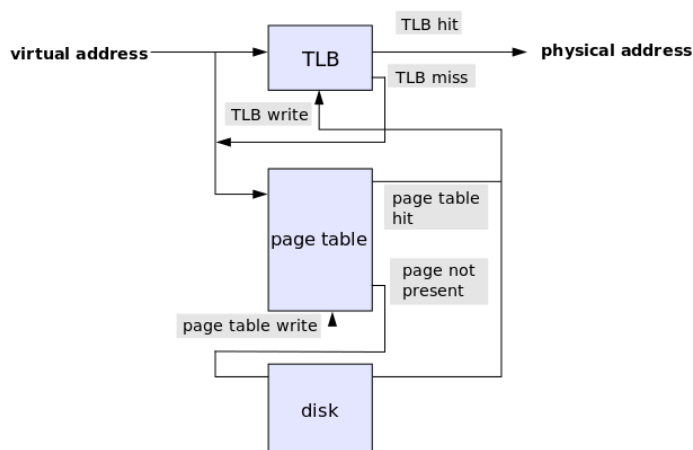 TLB hit
virtual address
TLB
physical address
TLB miss
TLB write
page table
hit
page table
page not
present
page table write
disk